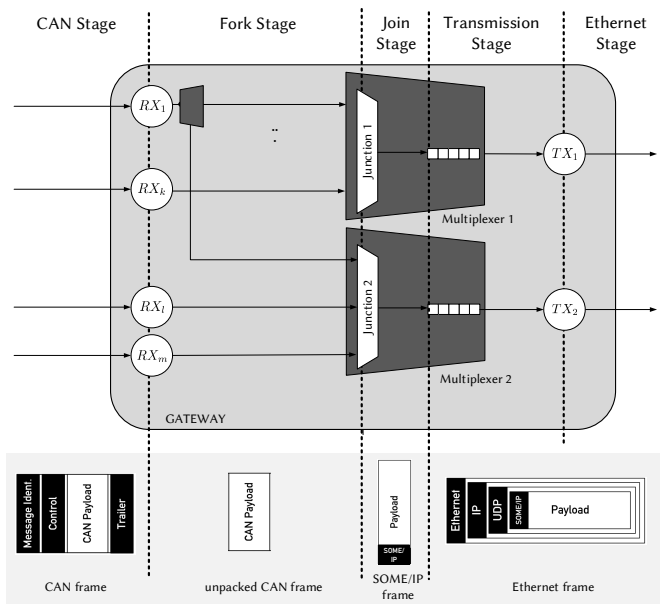 CAN Stage
Fork Stage
Join Stage
Transmission Stage
Ethernet Stage
RX₁
RXₖ
RXₗ
RXₘ
..
.
Junction 1
Multiplexer 1
Junction 2
Multiplexer 2
TX₁
TX₂
GATEWAY
Message Ident.
Control
CAN Payload
Trailer
CAN frame
CAN Payload
unpacked CAN frame
Payload
SOME/
IP
SOME/IP
frame
Ethernet
IP
UDP
SOME/IP
Payload
Ethernet frame